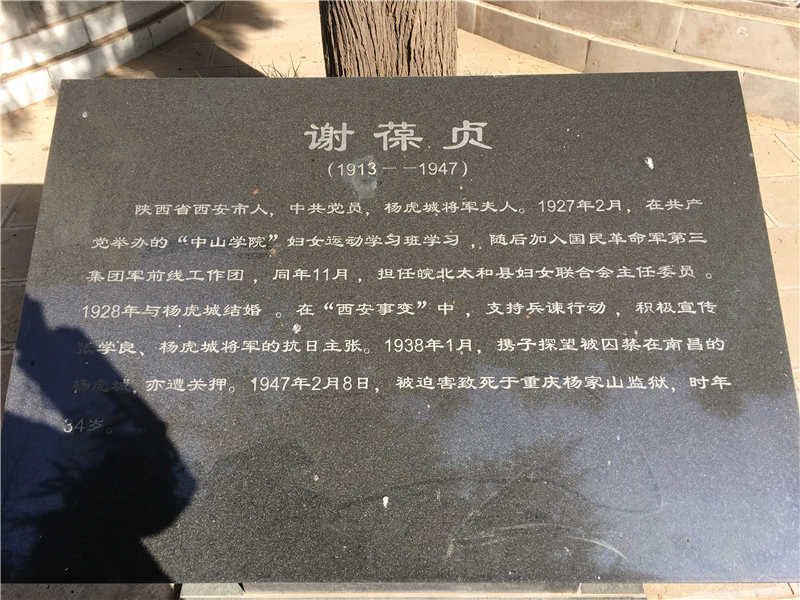 谢葆贞
（1913——1947）
陕西省西安市人，中共党员，杨虎城将军夫人。1927年2月，在共产
党举办的“中山学院”妇女运动学习班学习，随后加入国民革命军第三
集团军前线工作团，同年11月，担任皖北太和县妇女联合会主任委员。
1928年与杨虎城结婚。在“西安事变”中，支持兵谏行动，积极宣传
张学良、杨虎城将军的抗日主张。1938年1月，携子探望被囚禁在南昌的
杨虎城，亦遭关押。1947年2月8日，被迫害致死于重庆杨家山监狱，时年
34岁。